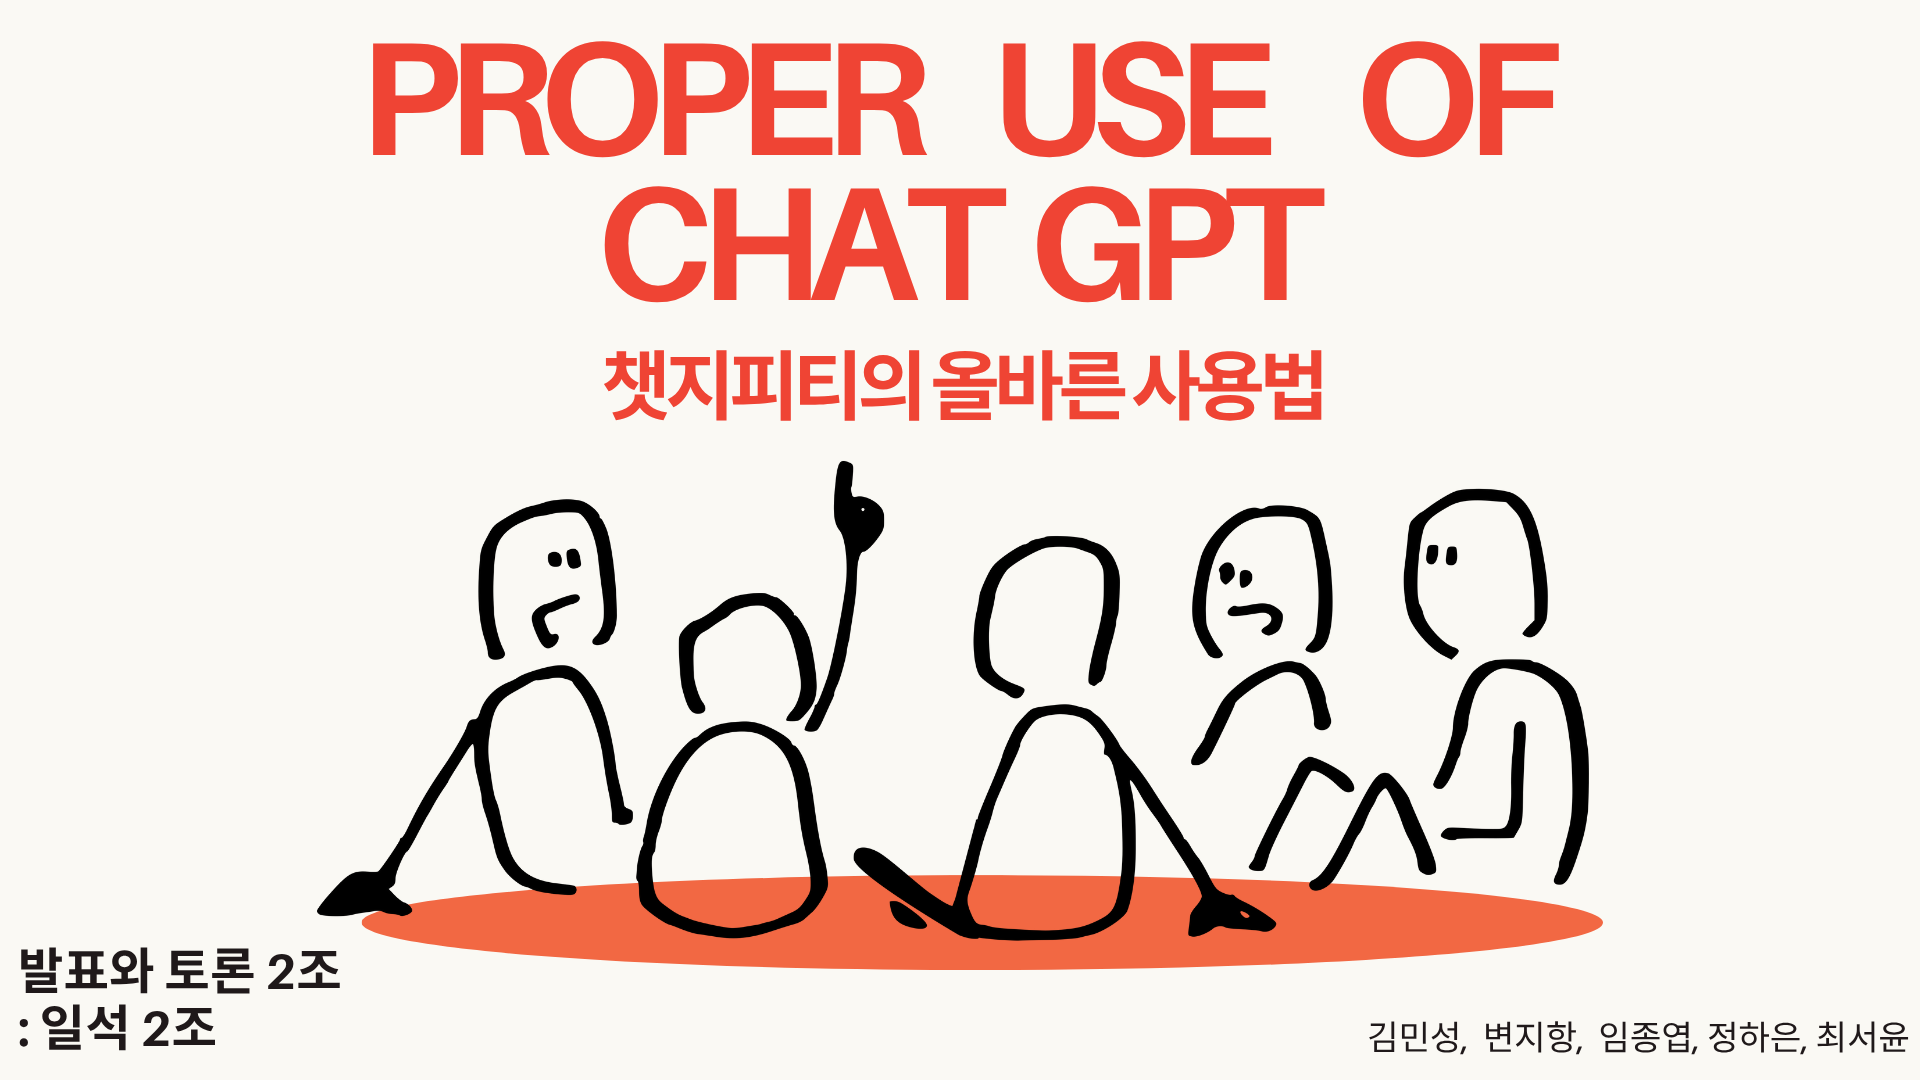 PROPER USE OF
CHAT GPT
챗지피티의 올바른 사용법
발표와 토론 2조
: 일석 2조
김민성, 변지항, 임종엽, 정하은, 최서윤